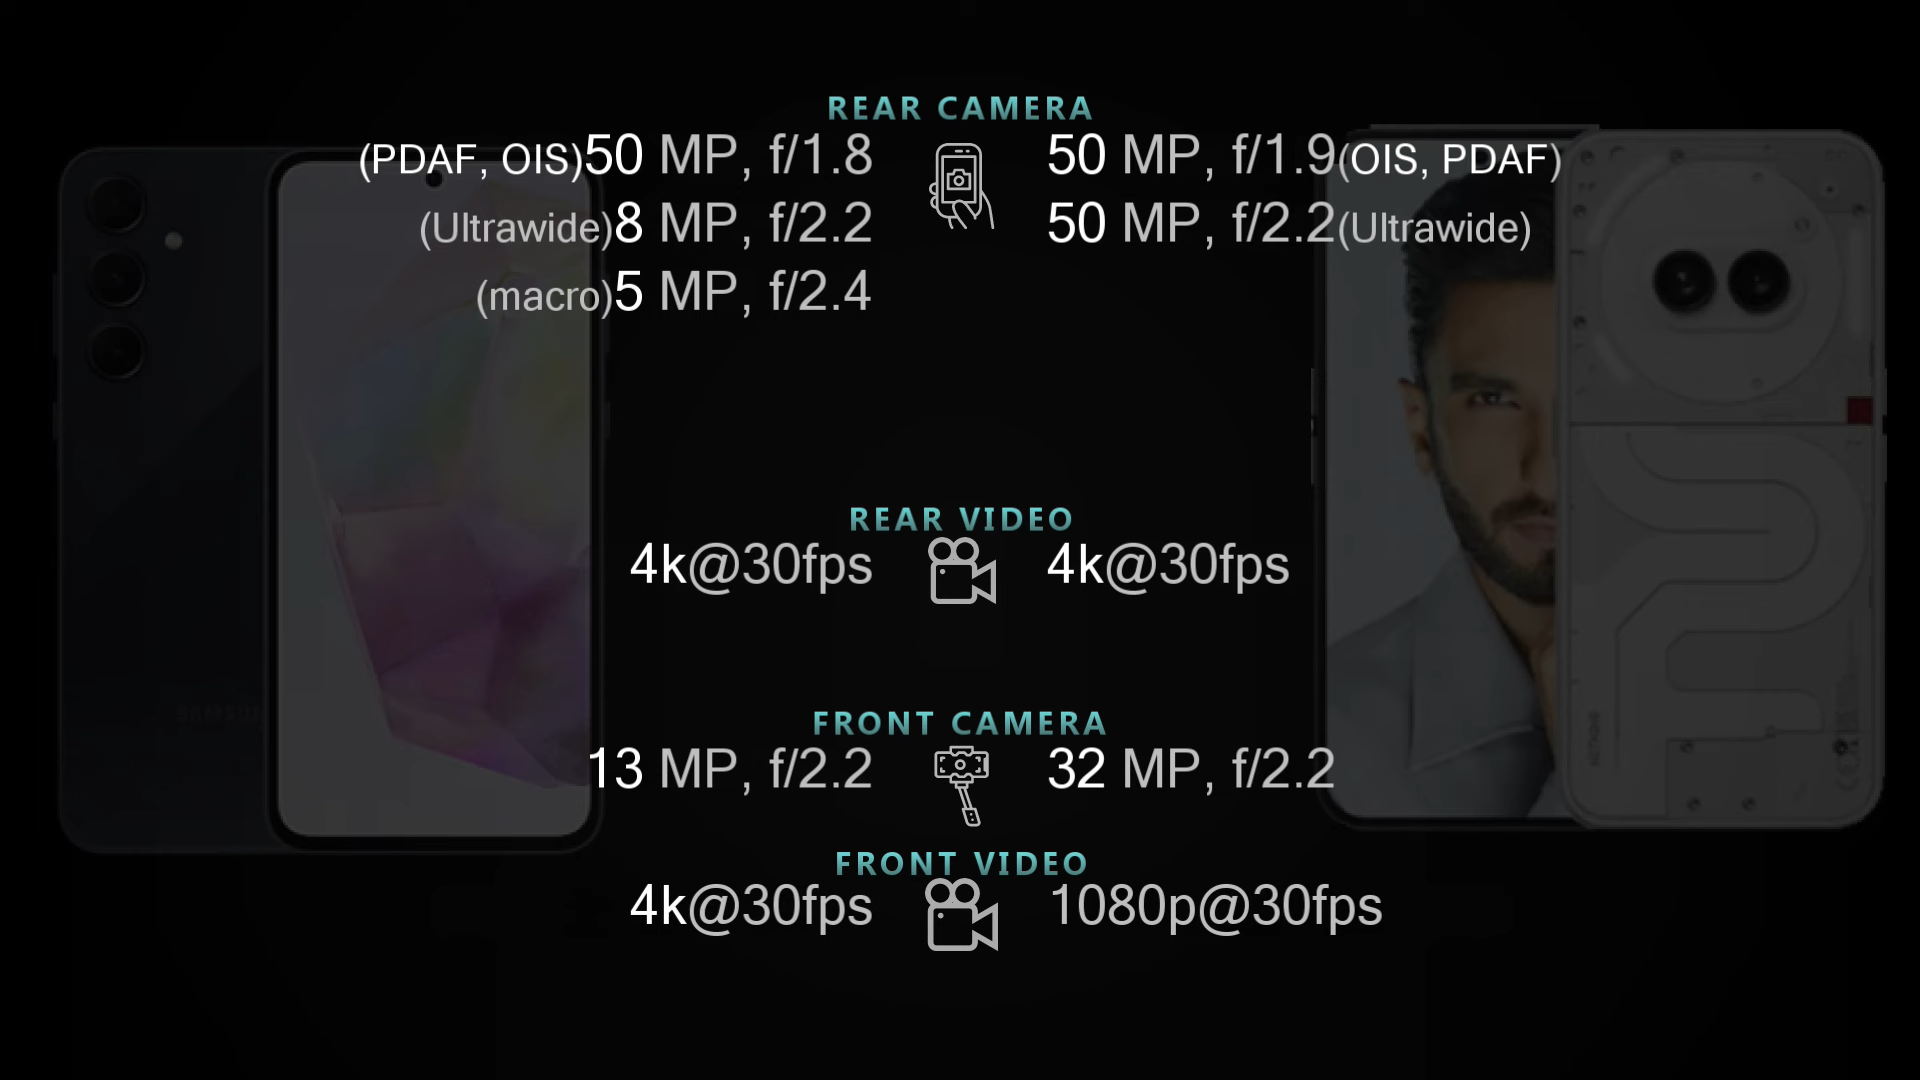 REAR CAMERA
(PDAF, OIS)50 MP, f/1.8
50 MP, f/1.9(OIS, PDAF)
(Ultrawide)8 MP, f/2.2
50 MP, f/2.2(Ultrawide)
(macro)5 MP, f/2.4
REAR VIDEO
4k@30fps
4k@30fps
FRONT CAMERA
13 MP, f/2.2
32 MP, f/2.2
FRONT VIDEO
4k@30fps
1080p@30fps
SAMSUNG